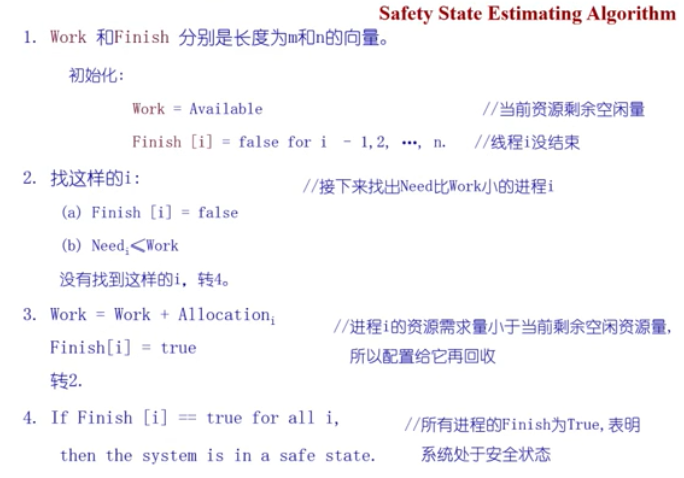 Safety State Estimating Algorithm
1. Work 和Finish 分别是长度为m和n的向量。
初始化:
Work = Available //当前资源剩余空闲量
Finish [i] = false for i - 1,2, …, n. //线程i没结束
2. 找这样的i: //接下来找出Need比Work小的进程i
(a) Finish [i] = false
(b) Needᵢ≤Work
没有找到这样的i, 转4。
3. Work = Work + Allocationᵢ //进程i的资源需求量小于当前剩余空闲资源量,
Finish[i] = true 所以配置给它再回收
转2.
4. If Finish [i] == true for all i, //所有进程的Finish为True,表明
then the system is in a safe state. 系统处于安全状态